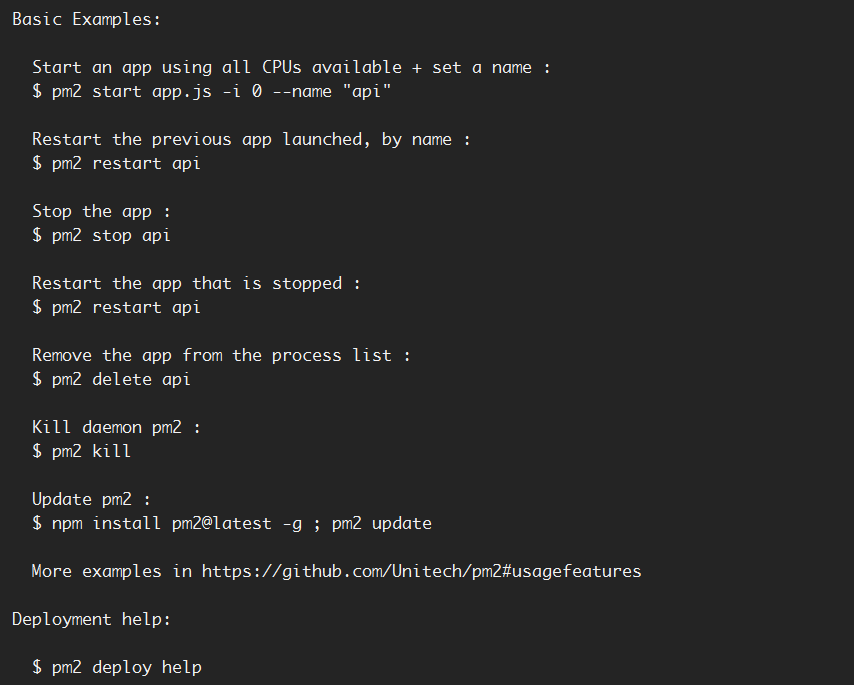 Basic Examples:
Start an app using all CPUs available + set a name :
$ pm2 start app.js -i 0 --name "api"
Restart the previous app launched, by name :
$ pm2 restart api
Stop the app :
$ pm2 stop api
Restart the app that is stopped :
$ pm2 restart api
Remove the app from the process list :
$ pm2 delete api
Kill daemon pm2 :
$ pm2 kill
Update pm2 :
$ npm install pm2@latest -g ; pm2 update
More examples in https://github.com/Unitech/pm2#usagefeatures
Deployment help:
$ pm2 deploy help